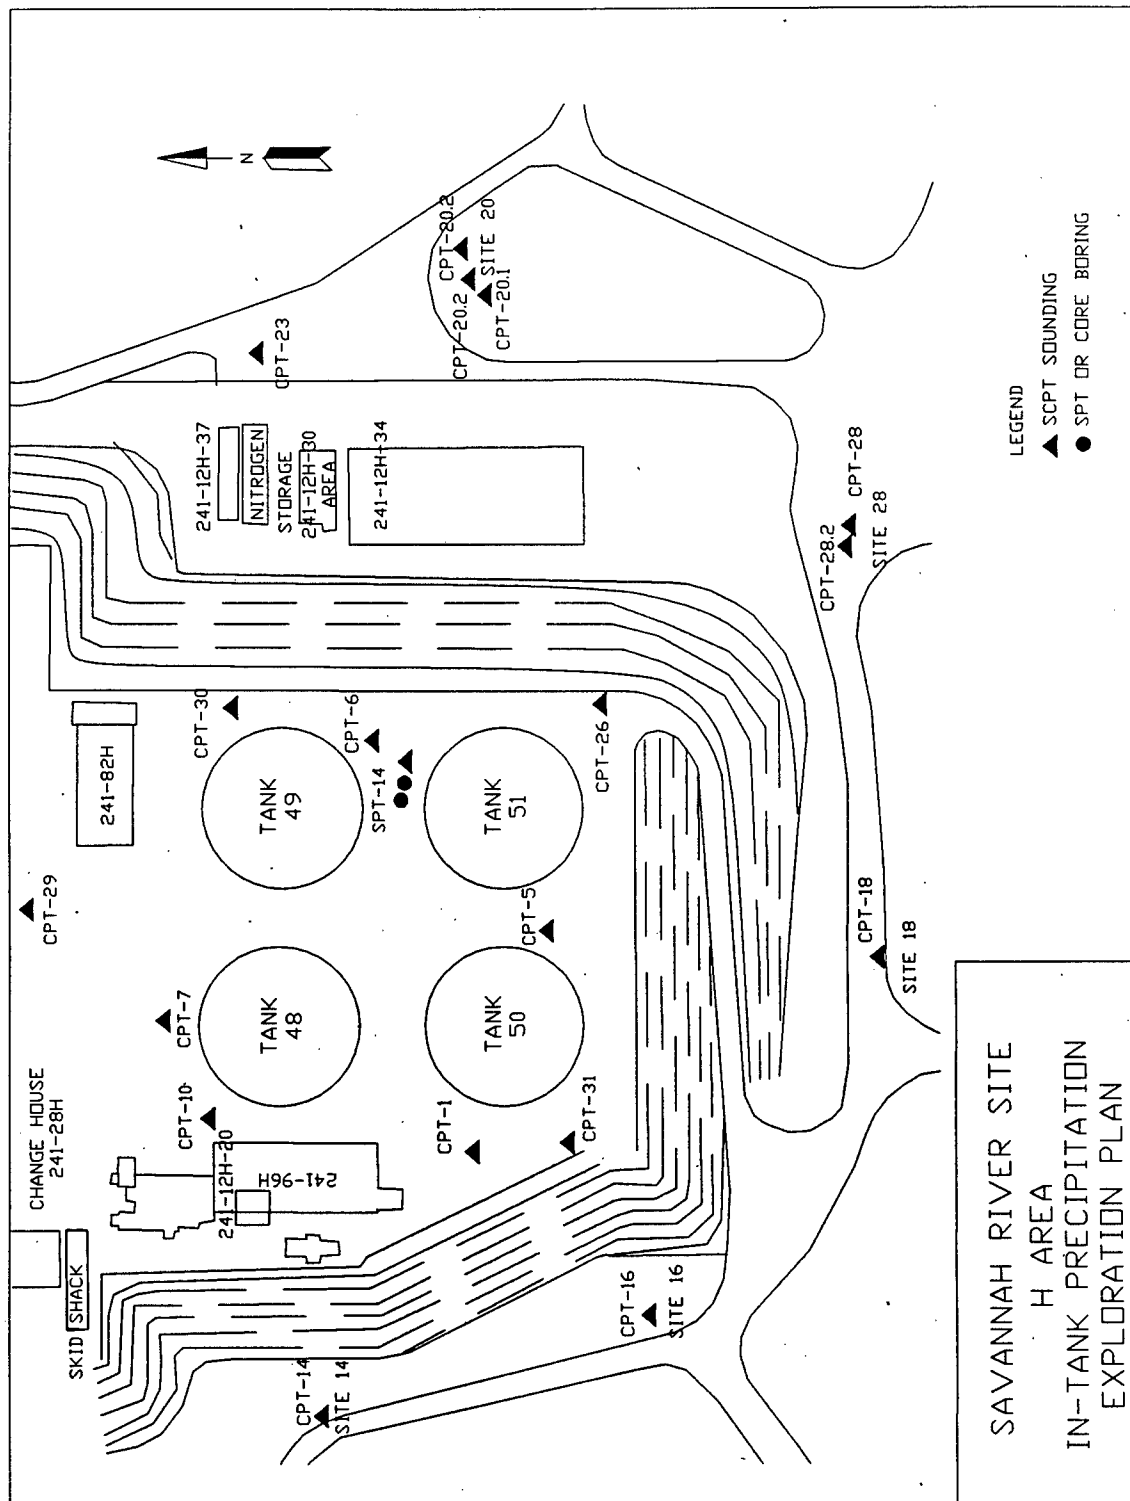 CHANGE HOUSE
241-28H
SKID SHACK
CPT-29
241-82H
CPT-7
CPT-10
241-12H-20
241-96H
CPT-30
TANK
48
TANK
49
CPT-6
SPT-14
TANK
50
TANK
51
CPT-5
CPT-1
CPT-31
CPT-26
CPT-14
SITE 14
CPT-16
SITE 16
241-12H-37
NITROGEN
STORAGE
241-12H-30
AREA
241-12H-34
CPT-23
N
CPT-20.2
SITE 20
CPT-20.2
CPT-20.1
CPT-28.2
CPT-28
SITE 28
CPT-18
SITE 18
LEGEND
SCPT SOUNDING
SPT OR CORE BORING
SAVANNAH RIVER SITE
H AREA
IN-TANK PRECIPITATION
EXPLORATION PLAN